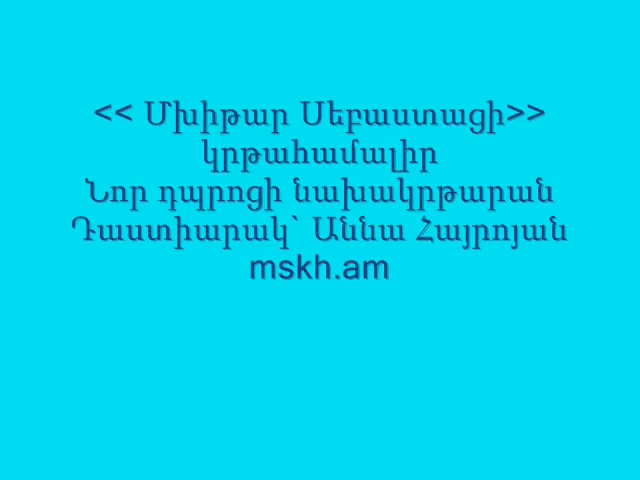 << Մխիթար Սեբաստացի>>
կրթահամալիր
Նոր դպրոցի նախակրթարան
Դաստիարակ՝ Աննա Հայրոյան
mskh.am